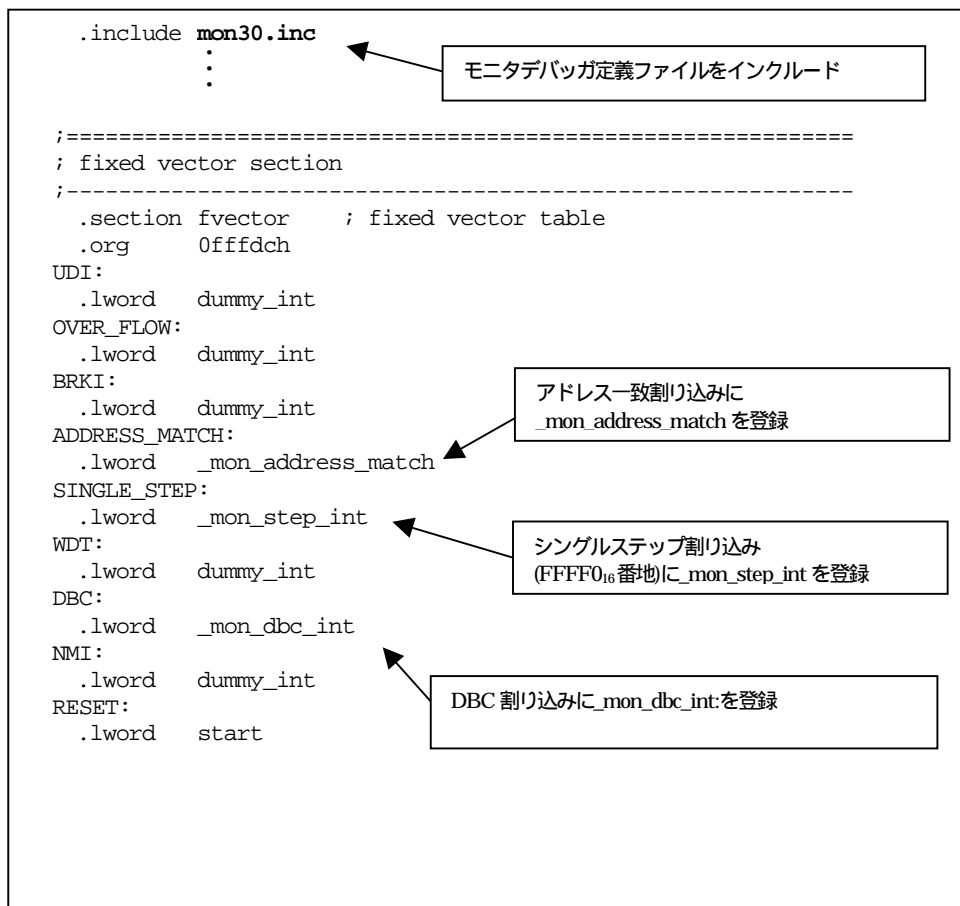 .include mon30.inc
:
モニタデバッガ定義ファイルをインクルード
;=============================================================
; fixed vector section
;-------------------------------------------------------------
.section fvector ; fixed vector table
.org 0fffdch
UDI:
.lword dummy_int
OVER_FLOW:
.lword dummy_int
BRKI:
.lword dummy_int
アドレス一致割り込みに
_mon_address_match を登録
ADDRESS_MATCH:
.lword _mon_address_match
SINGLE_STEP:
.lword _mon_step_int
シングルステップ割り込み
(FFFF0₁₆番地)に_mon_step_int を登録
WDT:
.lword dummy_int
DBC:
.lword _mon_dbc_int
NMI:
.lword dummy_int
DBC 割り込みに_mon_dbc_int:を登録
RESET:
.lword start